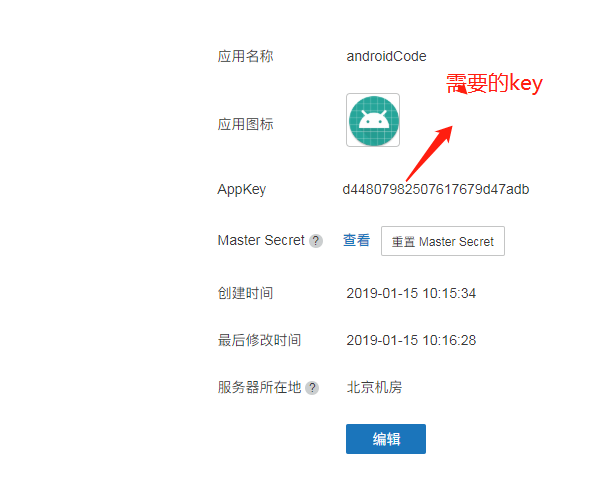 应用名称 androidCode
需要的key
应用图标
AppKey d44807982507617679d47adb
Master Secret ? 查看 重置 Master Secret
创建时间 2019-01-15 10:15:34
最后修改时间 2019-01-15 10:16:28
服务器所在地 ? 北京机房
编辑